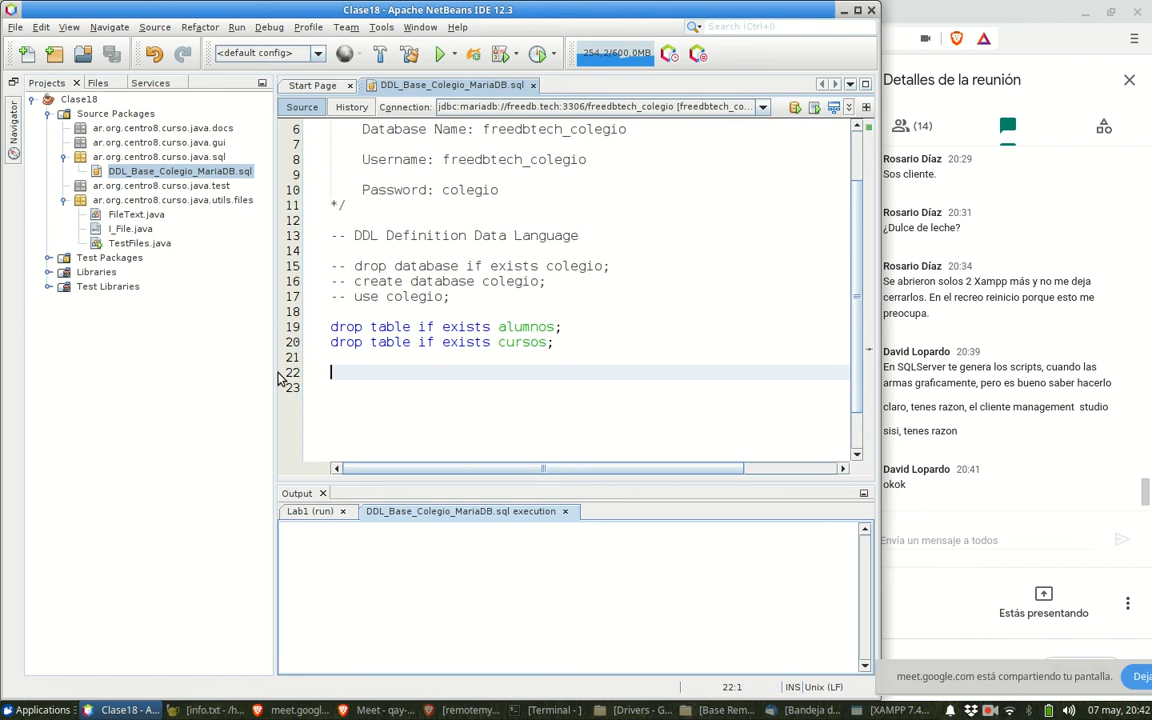 Clase18 - Apache NetBeans IDE 12.3
File Edit View Navigate Source Refactor Run Debug Profile Team Tools Window Help
Search (Ctrl+I)
<default config>
254,2/600,0MB
Projects Files Services
Navigator
Clase18
Source Packages
ar.org.centro8.curso.java.docs
ar.org.centro8.curso.java.gui
ar.org.centro8.curso.java.sql
DDL_Base_Colegio_MariaDB.sql
ar.org.centro8.curso.java.test
ar.org.centro8.curso.java.utils.files
FileText.java
I_File.java
TestFiles.java
Test Packages
Libraries
Test Libraries
Start Page DDL_Base_Colegio_MariaDB.sql
Source History Connection: jdbc:mariadb://freedb.tech:3306/freedbtech_colegio [freedbtech_co...
6 Database Name: freedbtech_colegio
7
8 Username: freedbtech_colegio
9
10 Password: colegio
11 */
12
13 -- DDL Definition Data Language
14
15 -- drop database if exists colegio;
16 -- create database colegio;
17 -- use colegio;
18
19 drop table if exists alumnos;
20 drop table if exists cursos;
21
22
23
Output
Lab1 (run) DDL_Base_Colegio_MariaDB.sql execution
22:1 INS Unix (LF)
Detalles de la reunión
(14)
Rosario Díaz 20:29
Sos cliente.
Rosario Díaz 20:31
¿Dulce de leche?
Rosario Díaz 20:34
Se abrieron solos 2 Xampp más y no me deja
cerrarlos. En el recreo reinicio porque esto me
preocupa.
David Lopardo 20:39
En SQLServer te genera los scripts, cuando las
armas graficamente, pero es bueno saber hacerlo
claro, tenes razon, el cliente management studio
sisi, tenes razon
David Lopardo 20:41
okok
Envía un mensaje a todos
Estás presentando
meet.google.com está compartiendo tu pantalla. Deja
Applications Clase18 - A... [info.txt - /h... meet.googl... Meet - qay-... [remotemy... [Terminal - ] [Drivers - G... [Base Rem... [Bandeja d... [XAMPP 7.4... 07 may, 20:42